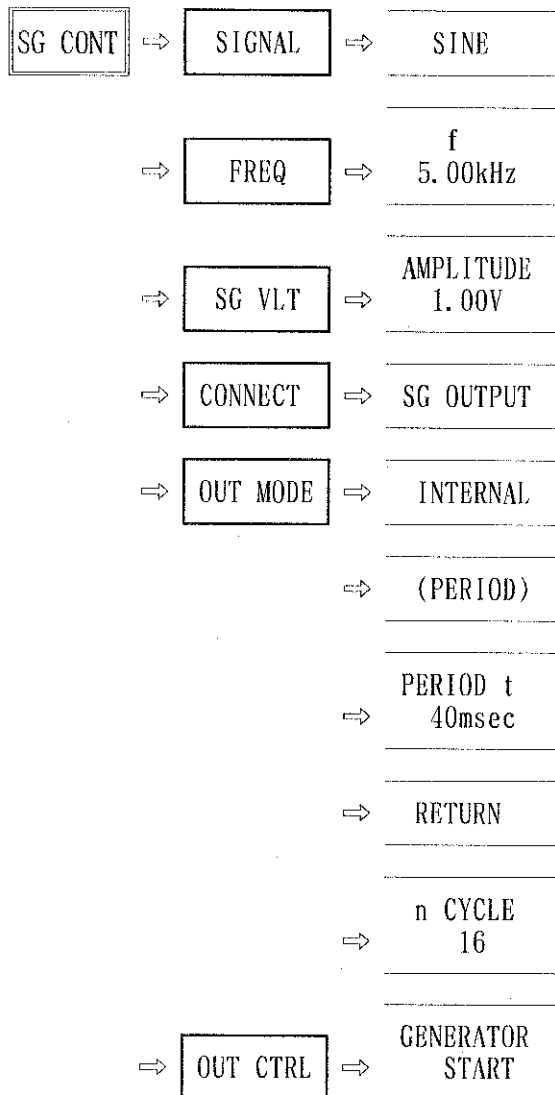 SG CONT ⇨ SIGNAL ⇨ SINE
⇨ FREQ ⇨ f
5.00kHz
⇨ SG VLT ⇨ AMPLITUDE
1.00V
⇨ CONNECT ⇨ SG OUTPUT
⇨ OUT MODE ⇨ INTERNAL
⇨ (PERIOD)
⇨ PERIOD t
40msec
⇨ RETURN
⇨ n CYCLE
16
⇨ OUT CTRL ⇨ GENERATOR
START